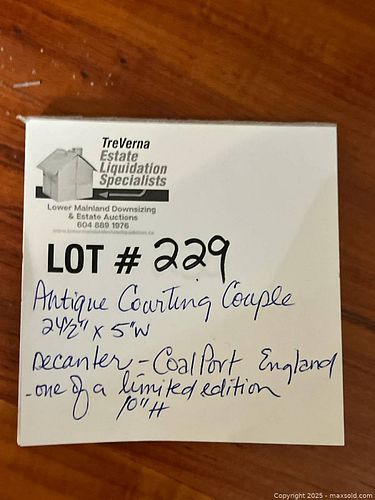 TreVerna
Estate
Liquidation
Specialists
Lower Mainland Downsizing
& Estate Auctions
604 889 1976
LOT # 229
Antique Courting Couple
24½" x 5"W
Decanter - CoalPort England
- one of a limited edition
10" H
Copyright 2025 - maxsold.com